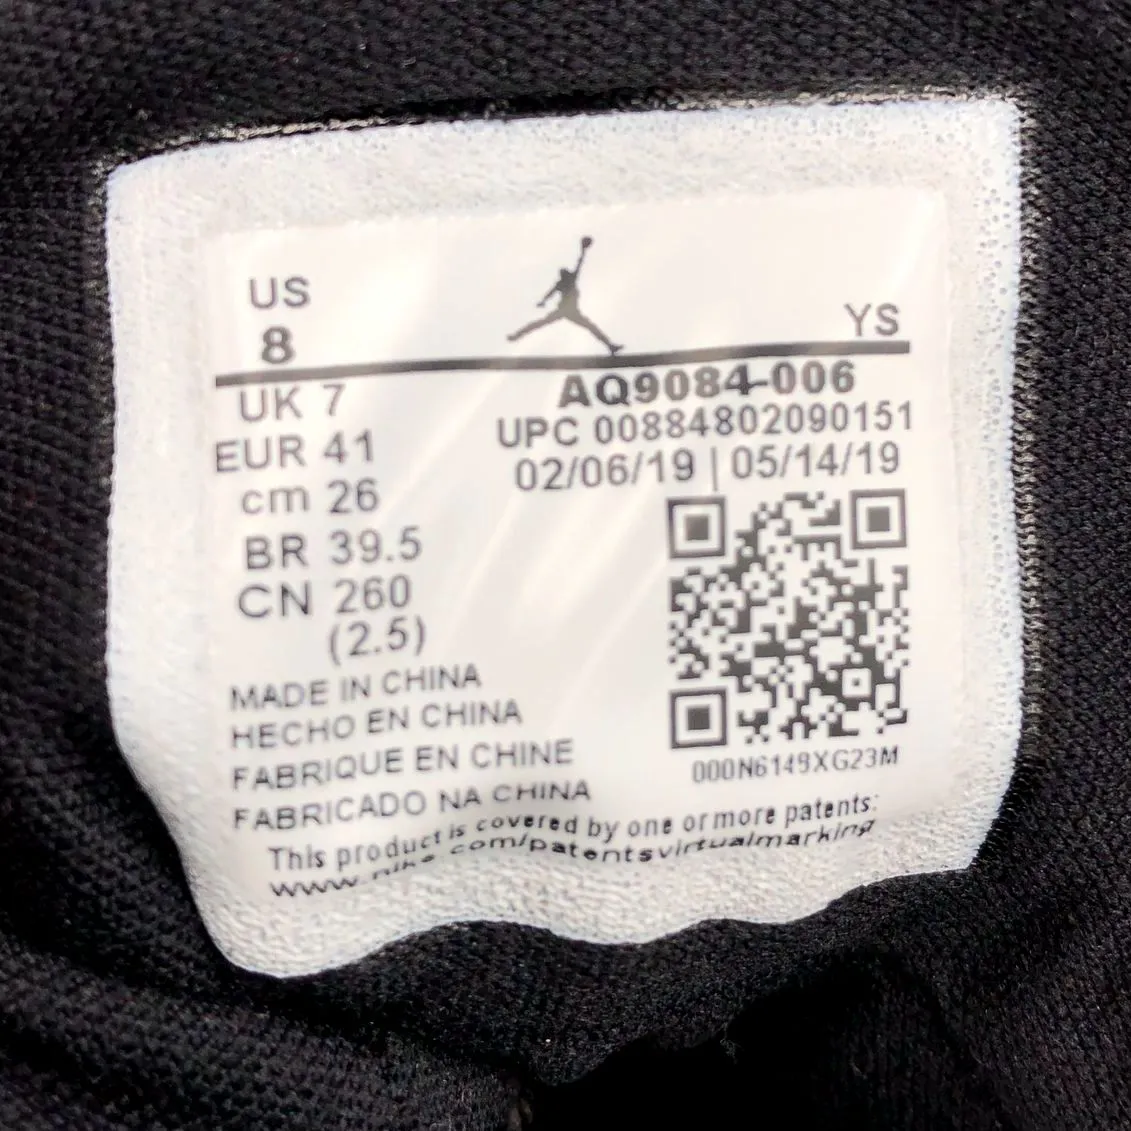 US
8
YS
UK 7
AQ9084-006
EUR 41
UPC 00884802090151
cm 26
02/06/19 | 05/14/19
BR 39.5
CN 260
(2.5)
MADE IN CHINA
HECHO EN CHINA
FABRIQUE EN CHINE
FABRICADO NA CHINA
000N6149XG23M
This product is covered by one or more patents:
www.nike.com/patentsvirtualmarking